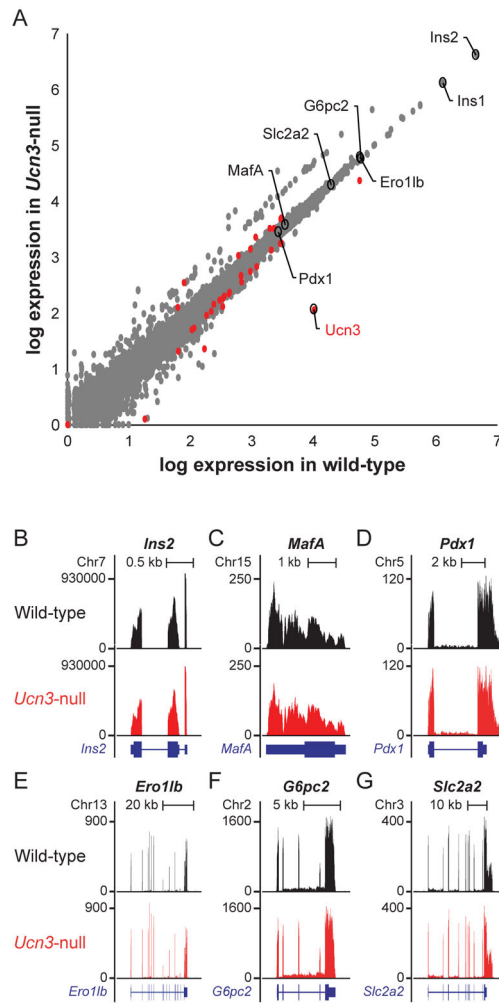 A
7
6
5
4
3
2
1
0
log expression in Ucn3-null
Ins2
Ins1
G6pc2
Slc2a2
Ero1lb
MafA
Pdx1
Ucn3
0 1 2 3 4 5 6 7
log expression in wild-type
B Ins2
Chr7 0.5 kb
930000
Wild-type
0
930000
Ucn3-null
0
Ins2
C MafA
Chr15 1 kb
250
0
250
0
MafA
D Pdx1
Chr5 2 kb
120
0
120
0
Pdx1
E Ero1lb
Chr13 20 kb
900
Wild-type
0
900
Ucn3-null
0
Ero1lb
F G6pc2
Chr2 5 kb
1600
0
1600
0
G6pc2
G Slc2a2
Chr3 10 kb
400
0
400
0
Slc2a2